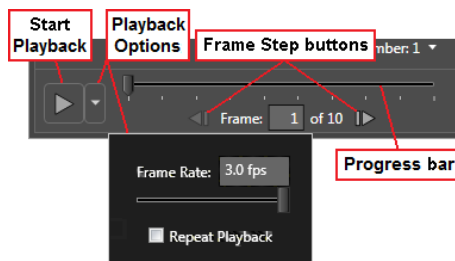 Start
Playback
Playback
Options
Frame Step buttons
mber: 1
Frame: 1 of 10
Progress bar
Frame Rate: 3.0 fps
Repeat Playback